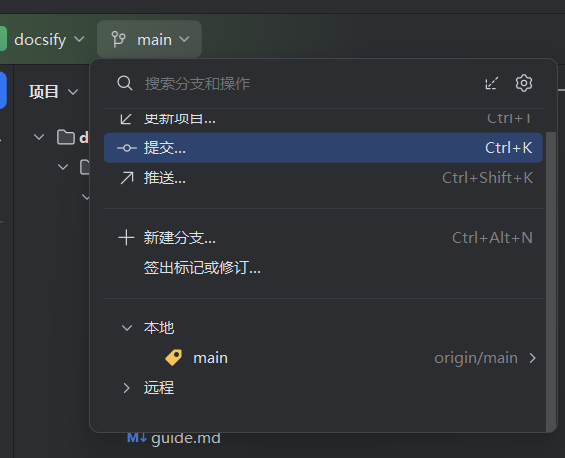 docsify main
项目
搜索分支和操作
更新项目... Ctrl+T
提交... Ctrl+K
推送... Ctrl+Shift+K
新建分支... Ctrl+Alt+N
签出标记或修订...
本地
main origin/main
远程
M↓ guide.md